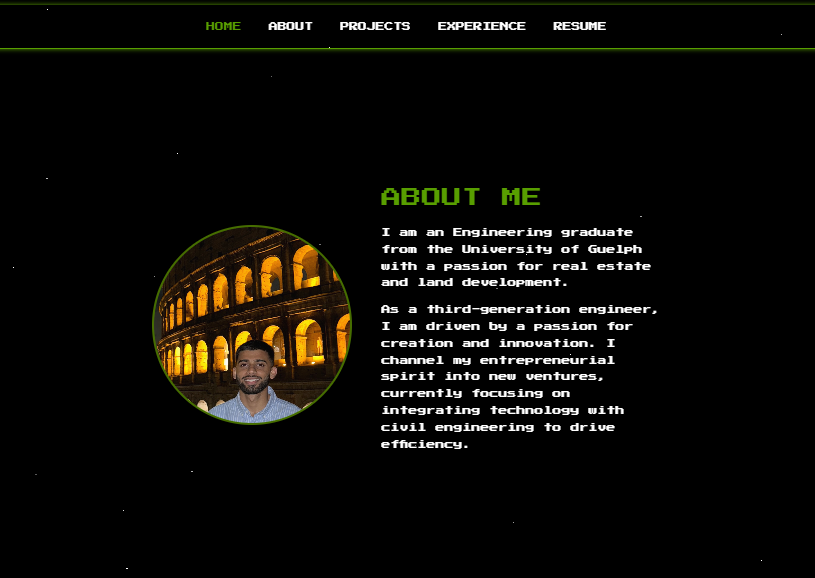 HOME ABOUT PROJECTS EXPERIENCE RESUME
ABOUT ME
I am an Engineering graduate
from the University of Guelph
with a passion for real estate
and land development.
As a third-generation engineer,
I am driven by a passion for
creation and innovation. I
channel my entrepreneurial
spirit into new ventures,
currently focusing on
integrating technology with
civil engineering to drive
efficiency.